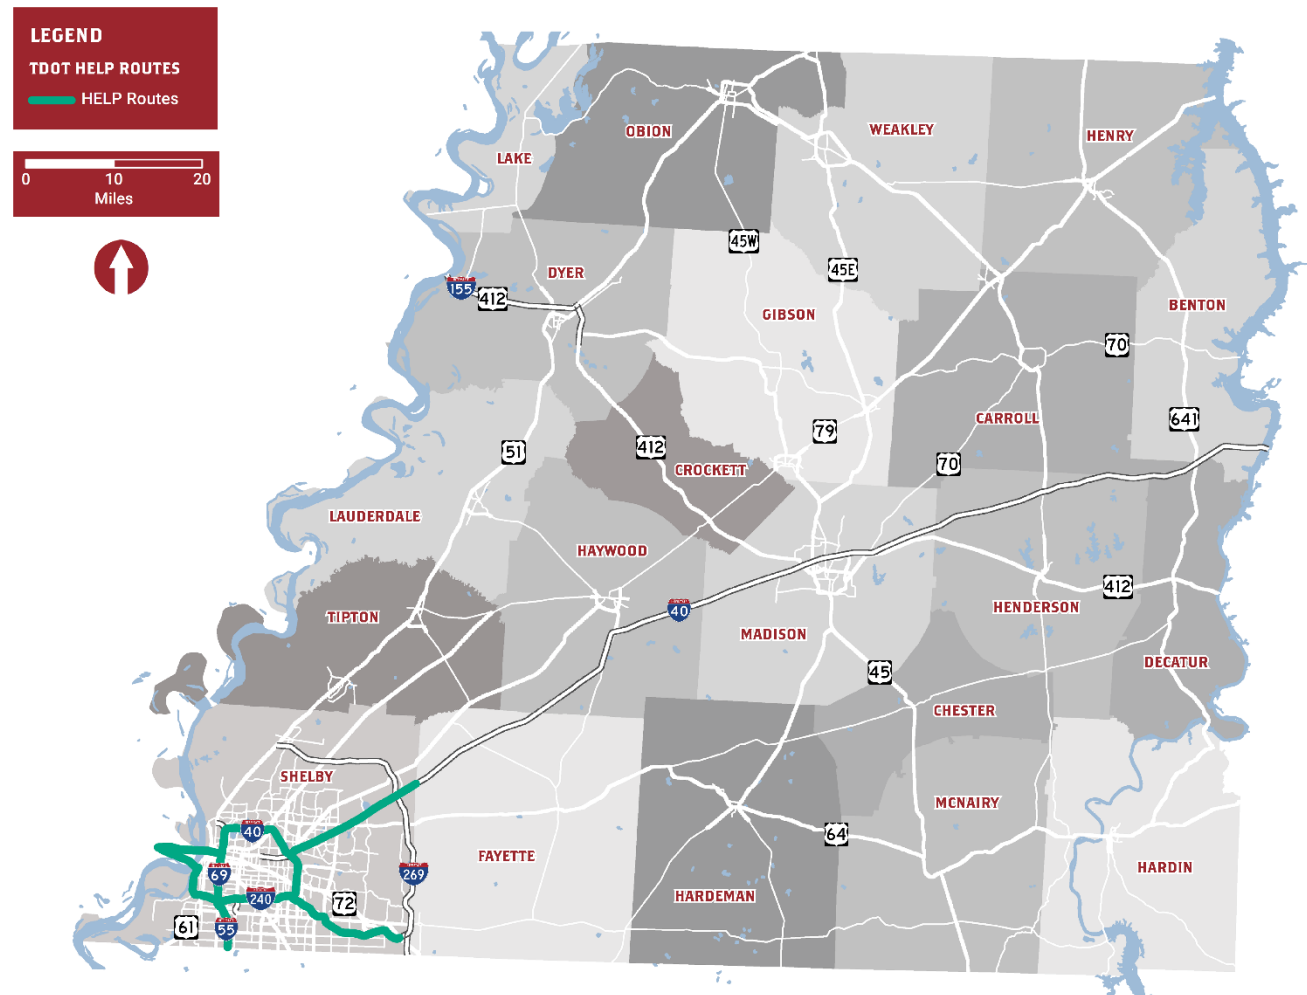 LEGEND
TDOT HELP ROUTES
HELP Routes
0 10 20
Miles
OBION
WEAKLEY
HENRY
LAKE
45W
45E
DYER
155
412
GIBSON
BENTON
70
CARROLL
641
79
51
412
CROCKETT
70
LAUDERDALE
HAYWOOD
412
40
HENDERSON
TIPTON
MADISON
DECATUR
45
CHESTER
SHELBY
MCNAIRY
40
64
FAYETTE
HARDIN
69
269
240
72
HARDEMAN
61
55